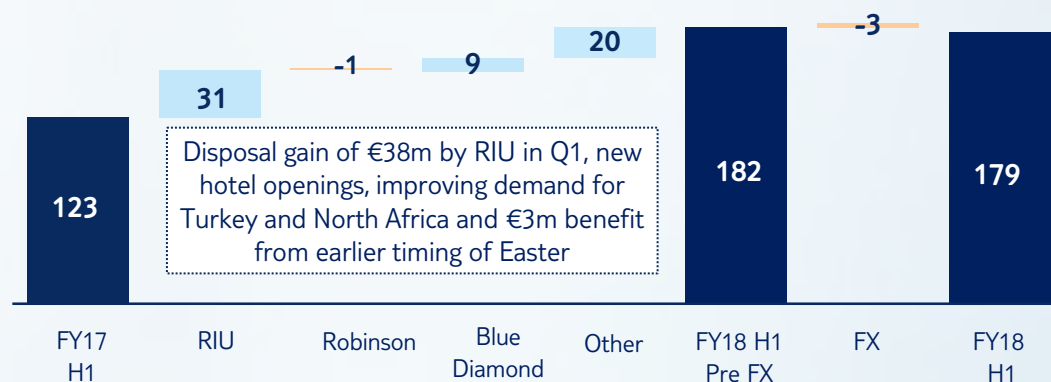 -3
20
-1
9
31
Disposal gain of €38m by RIU in Q1, new
hotel openings, improving demand for
Turkey and North Africa and €3m benefit
from earlier timing of Easter
182
179
123
FY17
H1
RIU
Robinson
Blue
Diamond
Other
FY18 H1
Pre FX
FX
FY18
H1